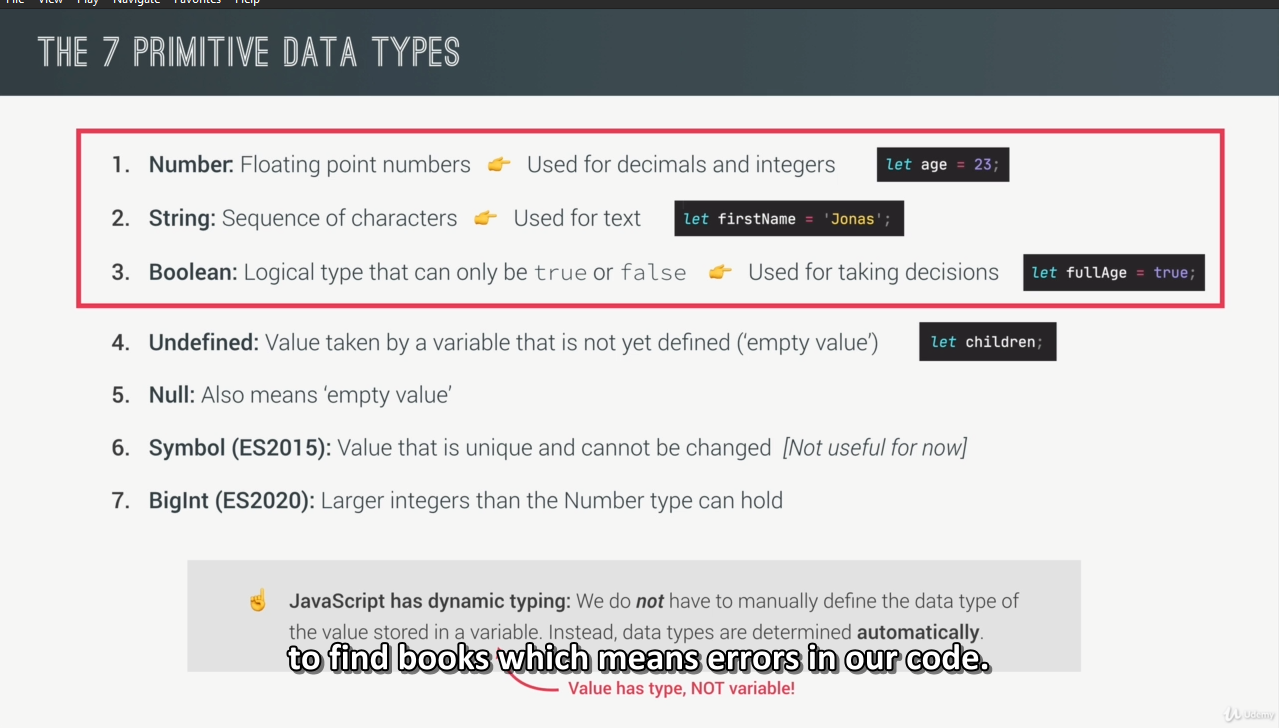 File View Play Navigate Favorites Help
THE 7 PRIMITIVE DATA TYPES
1. Number: Floating point numbers 👉 Used for decimals and integers let age = 23;
2. String: Sequence of characters 👉 Used for text let firstName = 'Jonas';
3. Boolean: Logical type that can only be true or false 👉 Used for taking decisions let fullAge = true;
4. Undefined: Value taken by a variable that is not yet defined (‘empty value’) let children;
5. Null: Also means ‘empty value’
6. Symbol (ES2015): Value that is unique and cannot be changed [Not useful for now]
7. BigInt (ES2020): Larger integers than the Number type can hold
☝ JavaScript has dynamic typing: We do not have to manually define the data type of
the value stored in a variable. Instead, data types are determined automatically.
to find books which means errors in our code.
Value has type, NOT variable!
Udemy